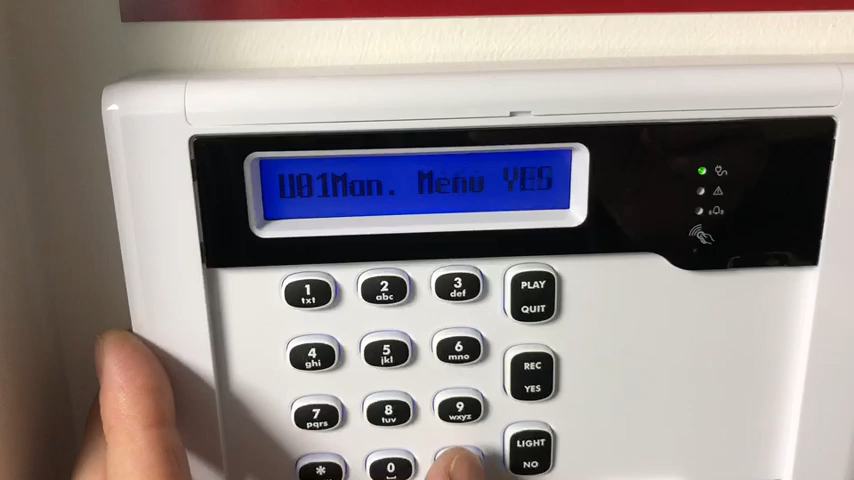 U01Man. Menu YES
1
txt
2
abc
3
def
PLAY
QUIT
4
ghi
5
jkl
6
mno
REC
YES
7
pqrs
8
tuv
9
wxyz
LIGHT
NO
*
0